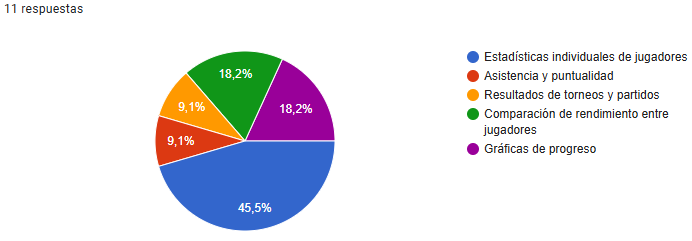 11 respuestas
18,2%
18,2%
9,1%
9,1%
45,5%
Estadísticas individuales de jugadores
Asistencia y puntualidad
Resultados de torneos y partidos
Comparación de rendimiento entre
jugadores
Gráficas de progreso